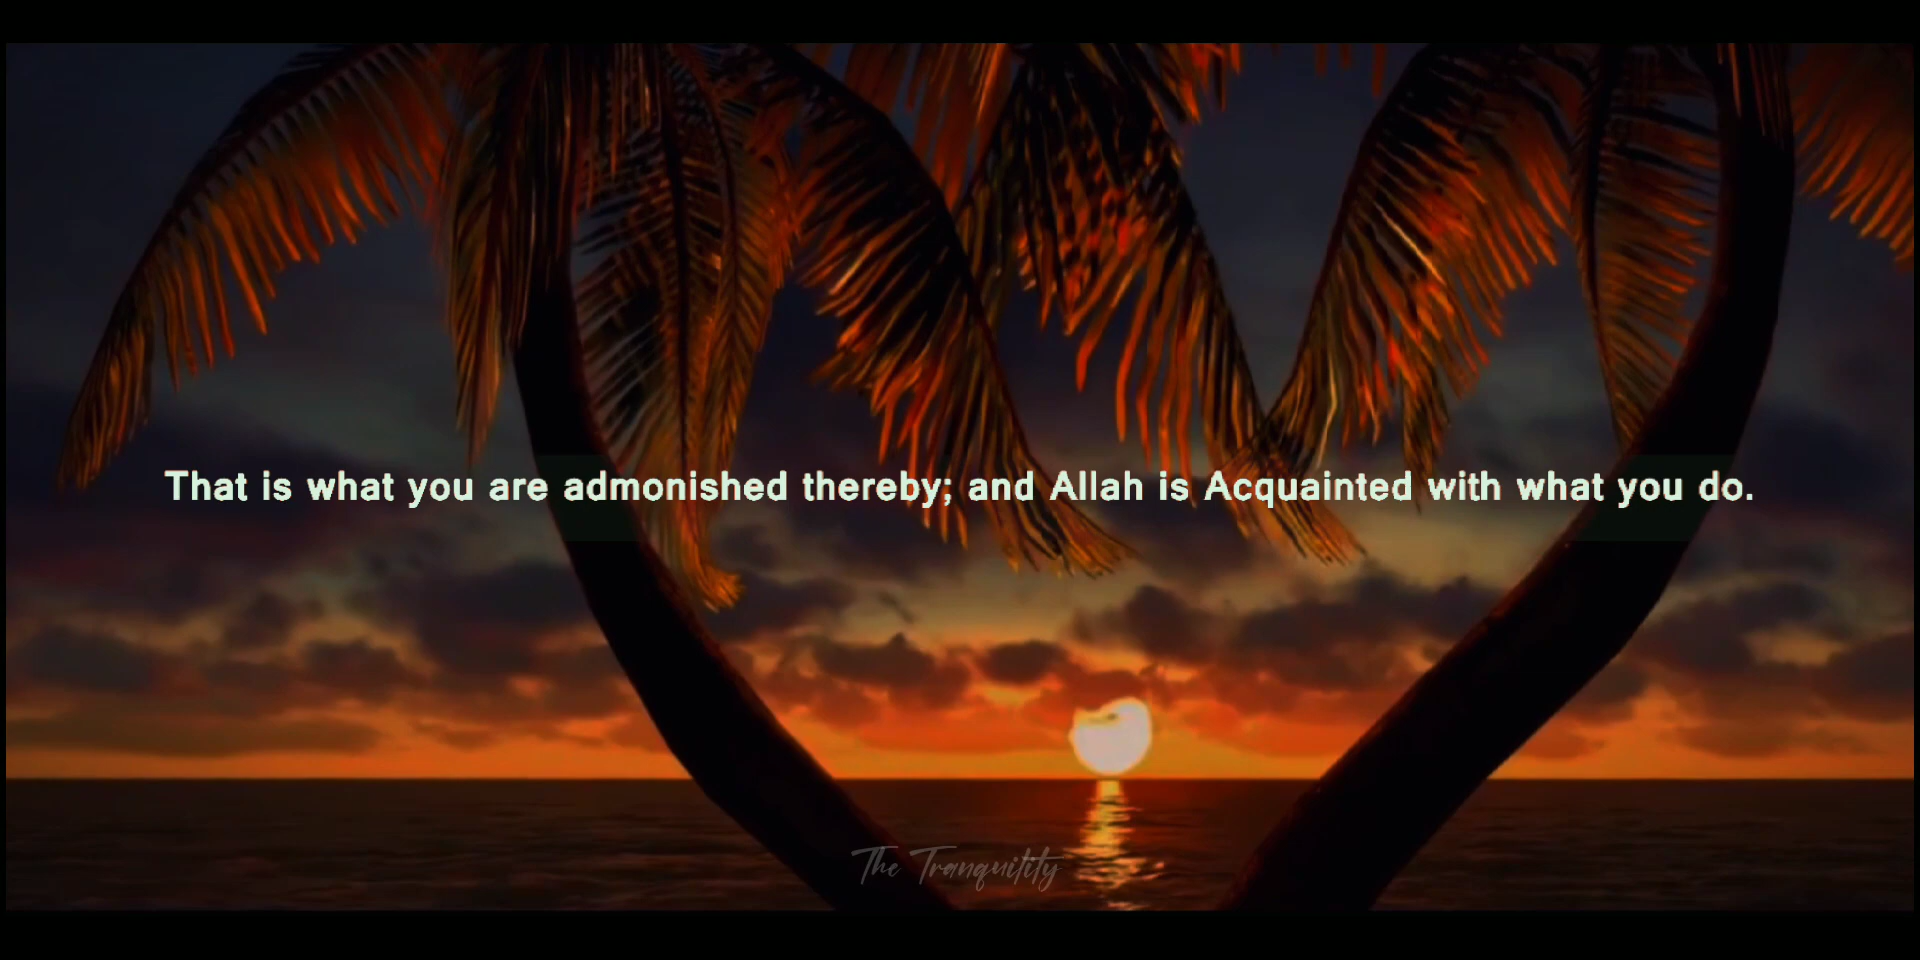 That is what you are admonished thereby; and Allah is Acquainted with what you do.
The Tranquility